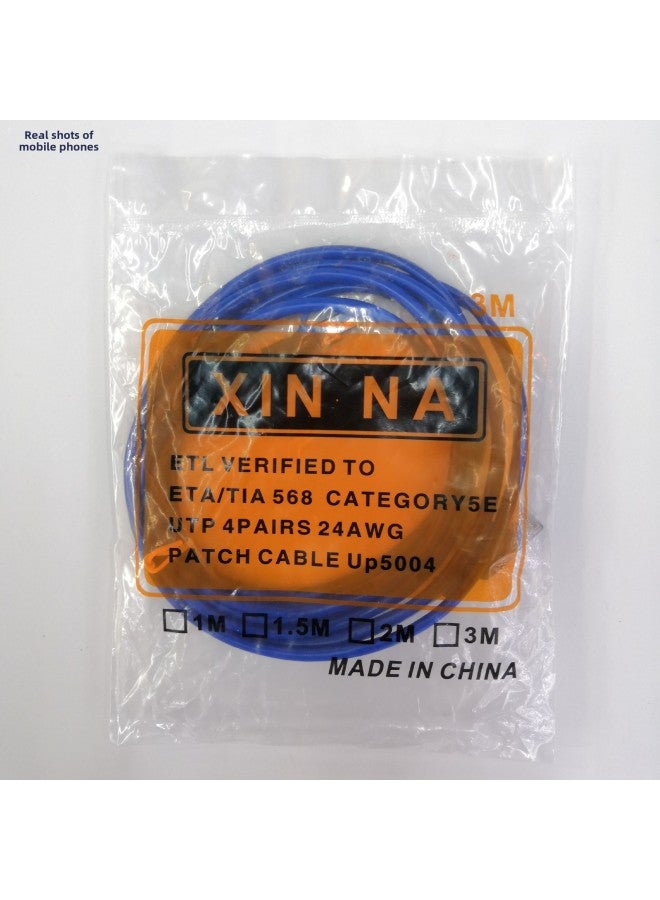 Real shots of
mobile phones
3M
XIN NA
ETL VERIFIED TO
ETA/TIA 568 CATEGORY5E
UTP 4PAIRS 24AWG
PATCH CABLE Up5004
1M 1.5M 2M 3M
MADE IN CHINA